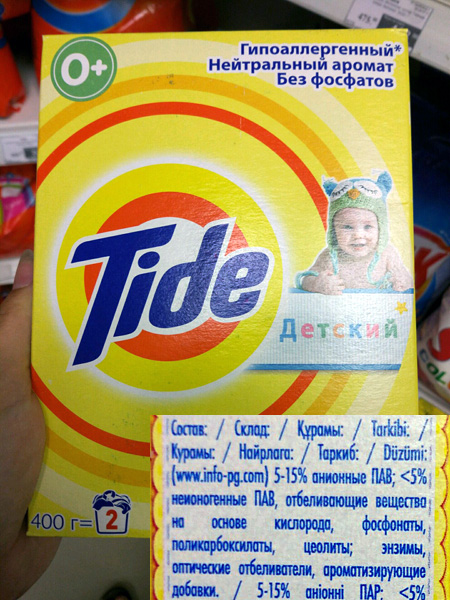 0+
Гипоаллергенный*
Нейтральный аромат
Без фосфатов
Tide
Детский
400 г= 2
Состав: / Склад: / Құрамы: / Tarkibi: /
Курамы: / Найрлага: / Таркиб: / Düzümi:
(www.info-pg.com) 5-15% анионные ПАВ; <5%
неионогенные ПАВ, отбеливающие вещества
на основе кислорода, фосфонаты,
поликарбоксилаты, цеолиты; энзимы,
оптические отбеливатели, ароматизирующие
добавки. / 5-15% аніонні ПАР; <5%